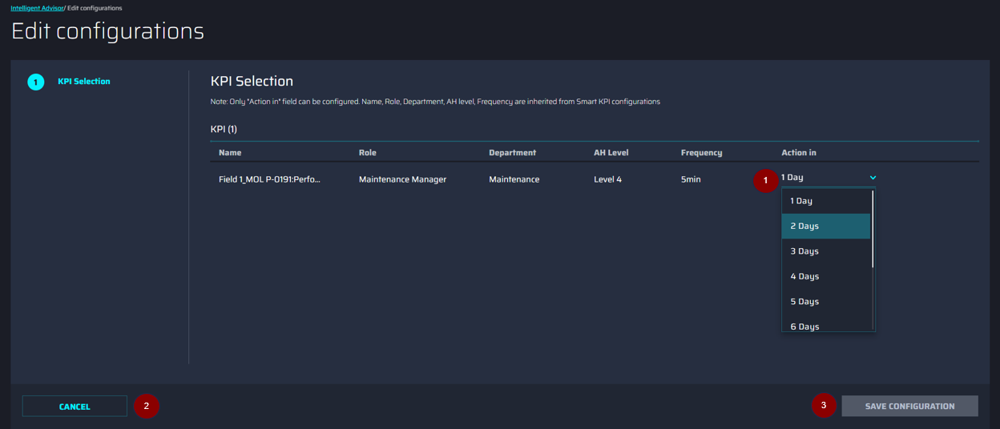 Intelligent Advisor/ Edit configurations
Edit configurations
1 KPI Selection
KPI Selection
Note: Only "Action in" field can be configured. Name, Role, Department, AH level, Frequency are inherited from Smart KPI configurations
KPI (1)
Name Role Department AH Level Frequency Action in
Field 1_MOL P-0191:Perfo... Maintenance Manager Maintenance Level 4 5min 1 1 Day
1 Day
2 Days
3 Days
4 Days
5 Days
6 Days
CANCEL 2 3 SAVE CONFIGURATION